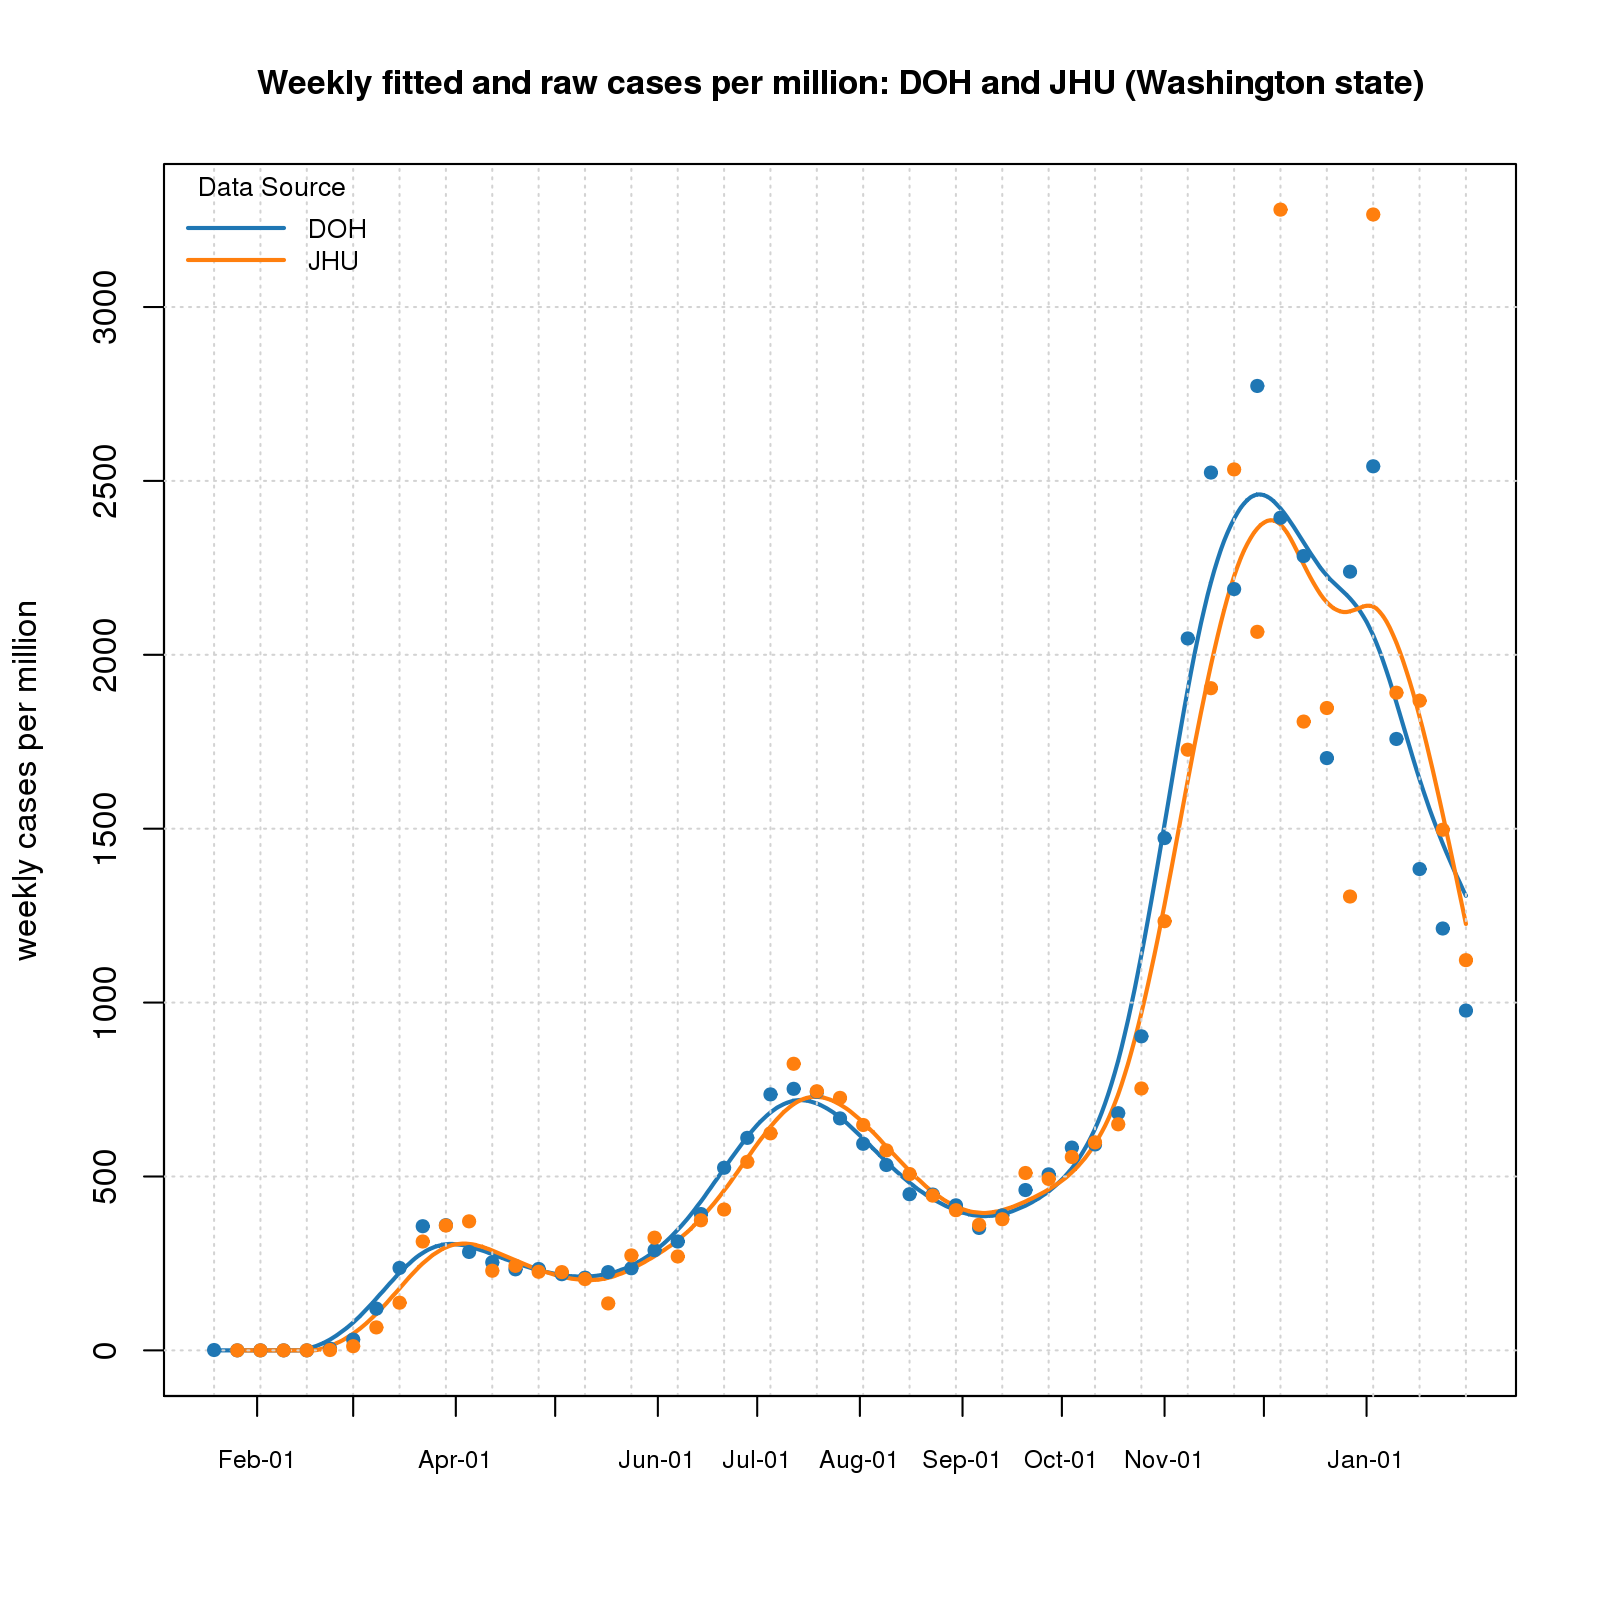 Weekly fitted and raw cases per million: DOH and JHU (Washington state)
Data Source
DOH
JHU
weekly cases per million
3000
2500
2000
1500
1000
500
0
Feb-01 Apr-01 Jun-01 Jul-01 Aug-01 Sep-01 Oct-01 Nov-01 Jan-01